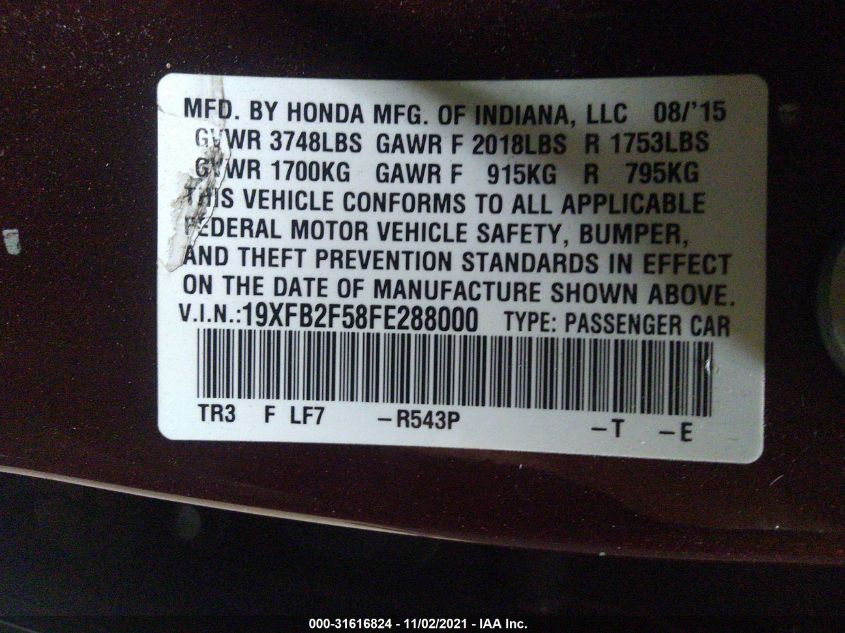 MFD. BY HONDA MFG. OF INDIANA, LLC 08/'15
GVWR 3748LBS GAWR F 2018LBS R 1753LBS
GVWR 1700KG GAWR F 915KG R 795KG
THIS VEHICLE CONFORMS TO ALL APPLICABLE
FEDERAL MOTOR VEHICLE SAFETY, BUMPER,
AND THEFT PREVENTION STANDARDS IN EFFECT
ON THE DATE OF MANUFACTURE SHOWN ABOVE.
V.I.N.:19XFB2F58FE288000 TYPE: PASSENGER CAR
TR3 F LF7 –R543P –T –E
000-31616824 - 11/02/2021 - IAA Inc.